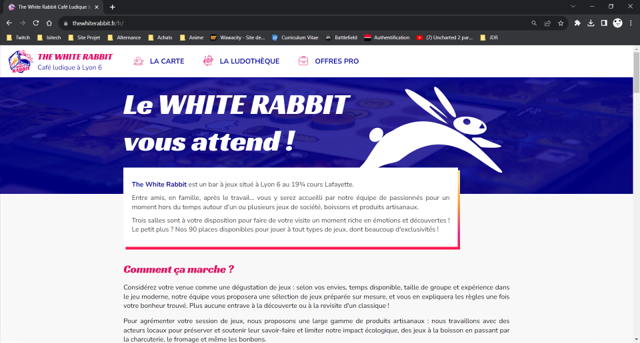 The White Rabbit Café Ludique à L
thewhiterabbit.fr/fr/
Twitch
Isitech
Site Projet
Alternance
Achats
Anime
Wawacity - Site de...
Curriculum Vitae
Battlefield
Authentification
(7) Uncharted 2 par...
JDR
THE WHITE RABBIT
Café ludique à Lyon 6
LA CARTE
LA LUDOTHÈQUE
OFFRES PRO
Le WHITE RABBIT
vous attend !
The White Rabbit est un bar à jeux situé à Lyon 6 au 19¾ cours Lafayette.
Entre amis, en famille, après le travail... vous y serez accueilli par notre équipe de passionnés pour un
moment hors du temps autour d'un ou plusieurs jeux de société, boissons et produits artisanaux.
Trois salles sont à votre disposition pour faire de votre visite un moment riche en émotions et découvertes !
Le petit plus ? Nos 90 places disponibles pour jouer à tout types de jeux, dont beaucoup d'exclusivités !
Comment ça marche ?
Considérez votre venue comme une dégustation de jeux : selon vos envies, temps disponible, taille de groupe et expérience dans
le jeu moderne, notre équipe vous proposera une sélection de jeux préparée sur mesure, et vous en expliquera les règles une fois
votre bonheur trouvé. Plus aucune entrave à la découverte ou à la revisite d'un classique !
Pour agrémenter votre session de jeux, nous proposons une large gamme de produits artisanaux : nous travaillons avec des
acteurs locaux pour préserver et soutenir leur savoir-faire et limiter notre impact écologique, des jeux à la boisson en passant par
la charcuterie, le fromage et même les bonbons.